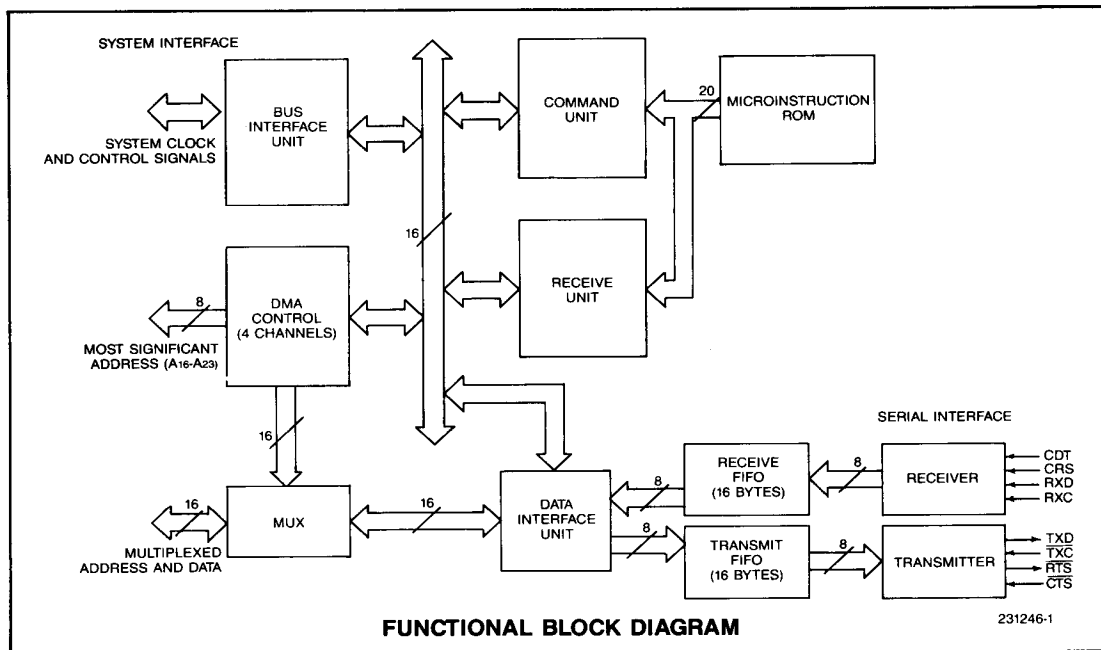 SYSTEM INTERFACE
BUS
INTERFACE
UNIT
SYSTEM CLOCK
AND CONTROL SIGNALS
COMMAND
UNIT
20
MICROINSTRUCTION
ROM
16
RECEIVE
UNIT
8
DMA
CONTROL
(4 CHANNELS)
MOST SIGNIFICANT
ADDRESS (A16-A23)
16
16
MUX
MULTIPLEXED
ADDRESS AND DATA
16
DATA
INTERFACE
UNIT
SERIAL INTERFACE
8
RECEIVE
FIFO
(16 BYTES)
8
RECEIVER
CDT
CRS
RXD
RXC
8
TRANSMIT
FIFO
(16 BYTES)
8
TRANSMITTER
TXD
T̅X̅C̅
R̅T̅S̅
C̅T̅S̅
231246-1
FUNCTIONAL BLOCK DIAGRAM